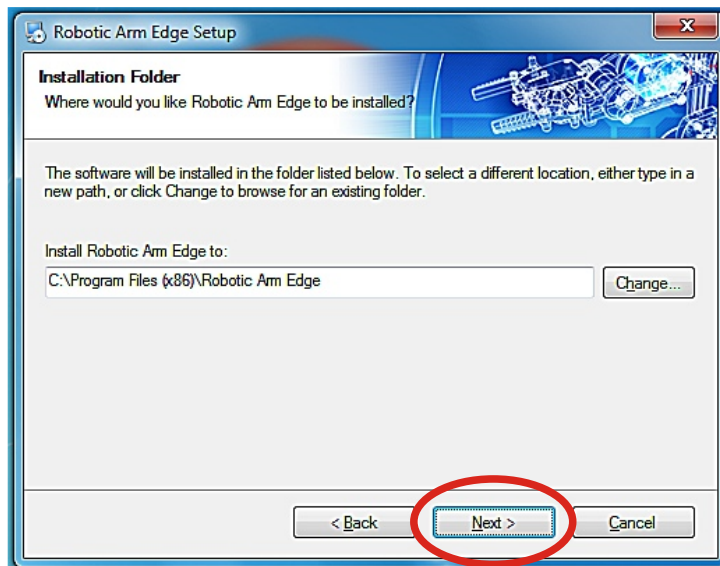 Robotic Arm Edge Setup
Installation Folder
Where would you like Robotic Arm Edge to be installed?
The software will be installed in the folder listed below. To select a different location, either type in a
new path, or click Change to browse for an existing folder.
Install Robotic Arm Edge to:
C:\Program Files (x86)\Robotic Arm Edge
Change...
< Back
Next >
Cancel